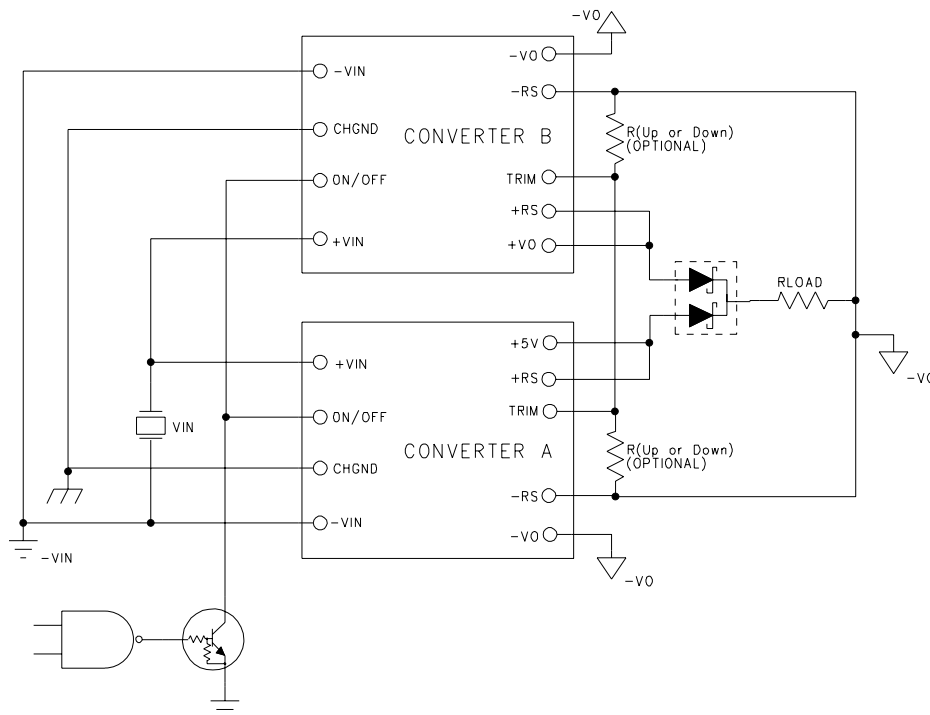 -VO
-VIN
-VO
-RS
CHGND
CONVERTER B
R(Up or Down)
(OPTIONAL)
ON/OFF
TRIM
+RS
+VIN
+VO
RLOAD
+5V
+VIN
+RS
-VO
ON/OFF
TRIM
VIN
CONVERTER A
R(Up or Down)
(OPTIONAL)
CHGND
-RS
-VIN
-VO
-VIN
-VO